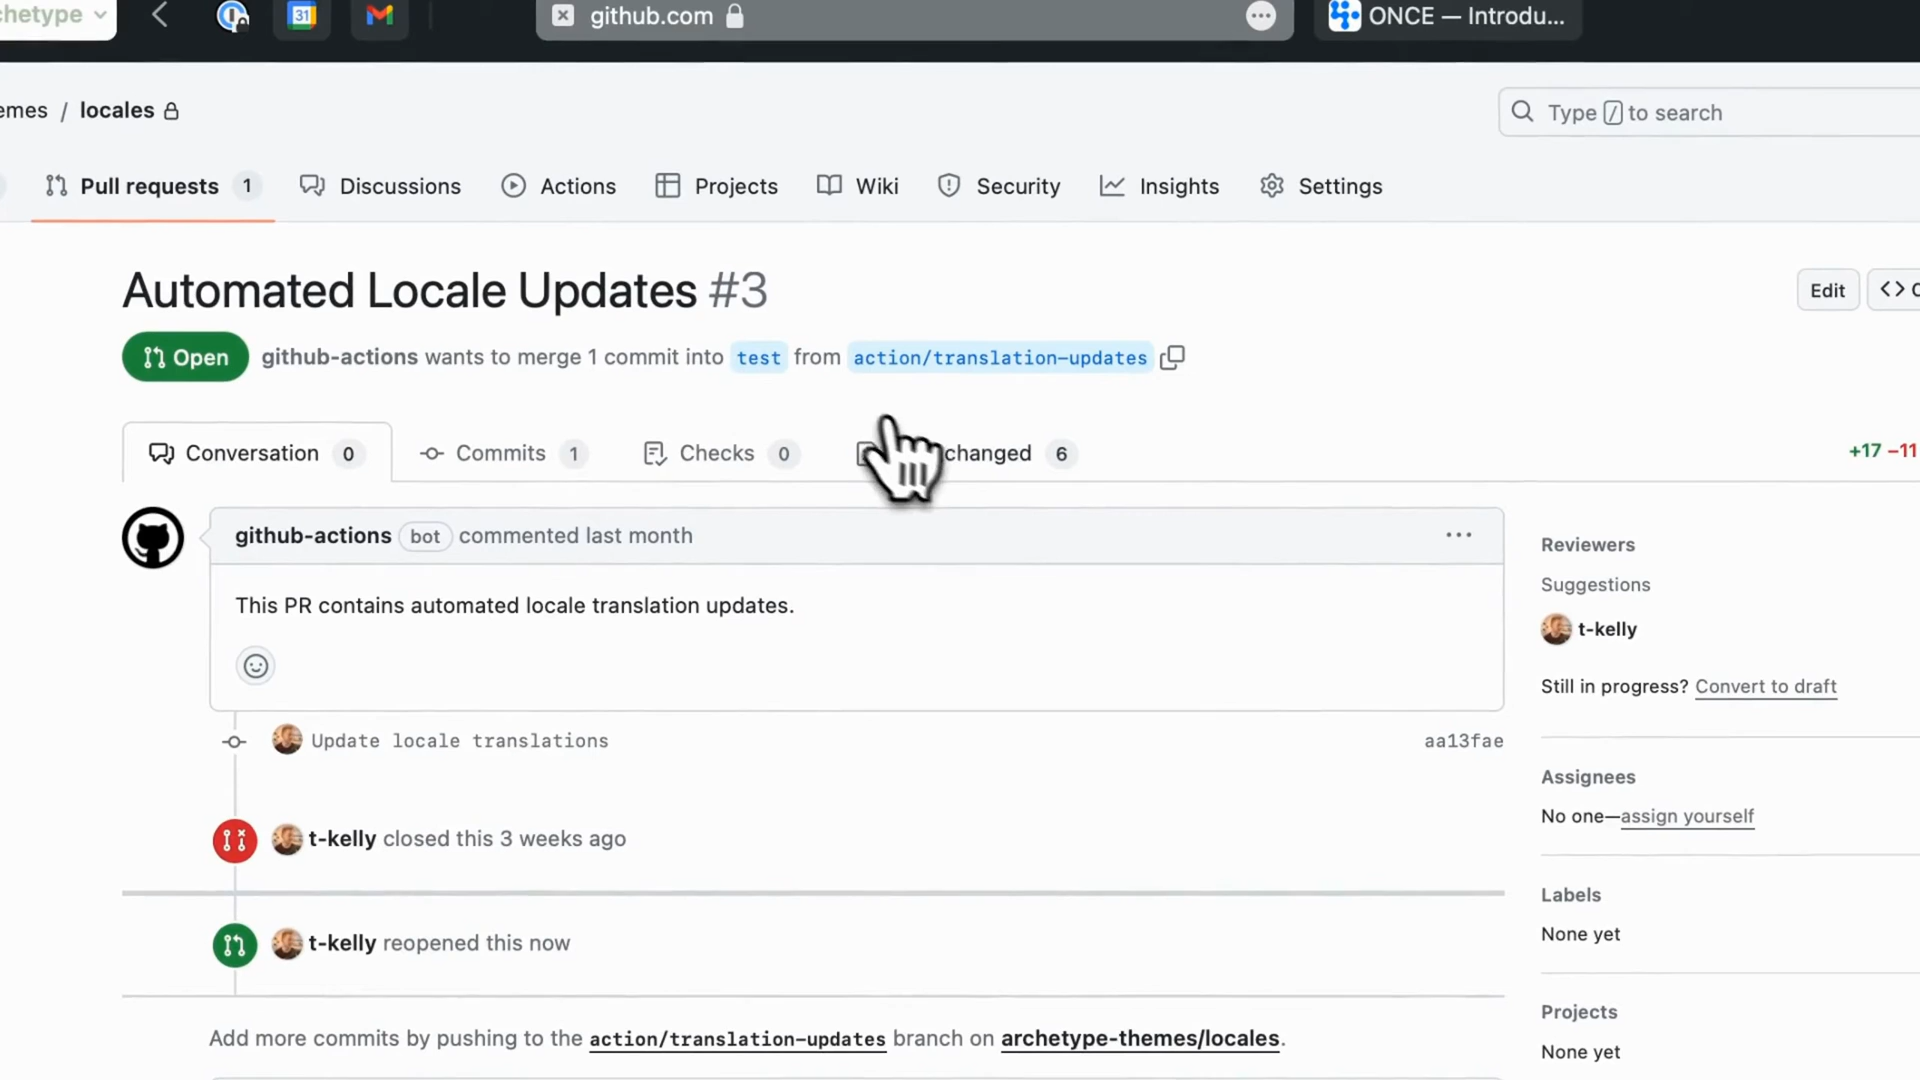 chetype
31
github.com
ONCE — Introdu...
emes / locales
Type / to search
Pull requests 1
Discussions
Actions
Projects
Wiki
Security
Insights
Settings
Automated Locale Updates #3
Edit
<> C
Open
github-actions wants to merge 1 commit into test from action/translation-updates
Conversation 0
Commits 1
Checks 0
changed 6
+17 −11
github-actions bot commented last month
This PR contains automated locale translation updates.
Reviewers
Suggestions
t-kelly
Still in progress? Convert to draft
Update locale translations
aa13fae
Assignees
No one—assign yourself
t-kelly closed this 3 weeks ago
Labels
None yet
t-kelly reopened this now
Projects
None yet
Add more commits by pushing to the action/translation-updates branch on archetype-themes/locales.